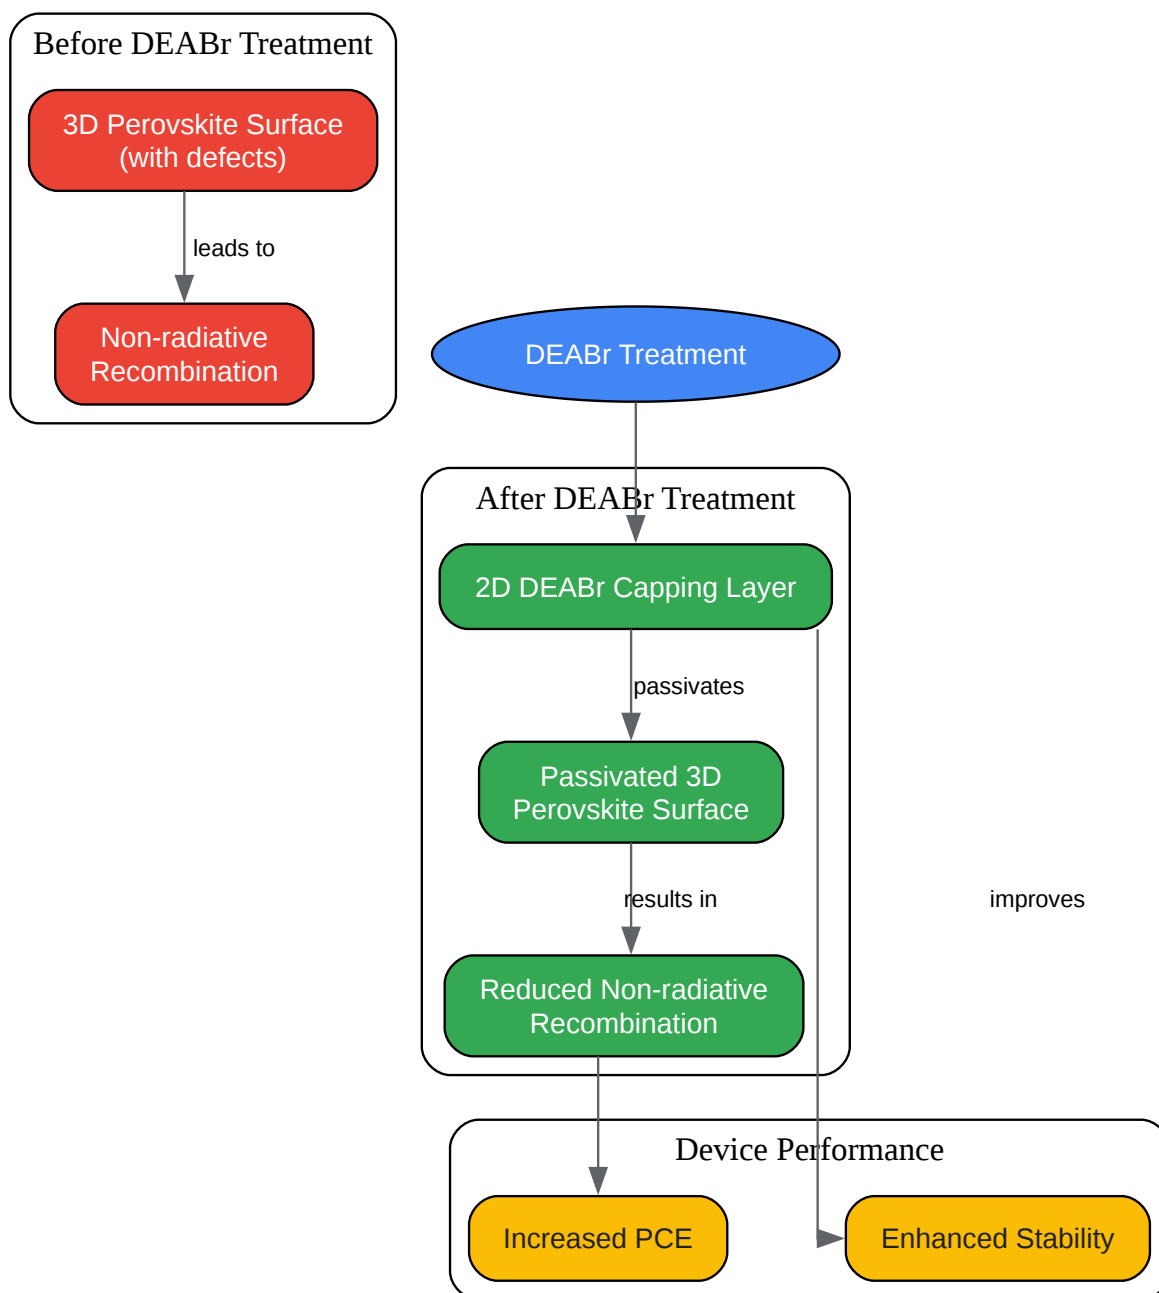 Before DEABr Treatment
3D Perovskite Surface
(with defects)
leads to
Non-radiative
Recombination
DEABr Treatment
After DEABr Treatment
2D DEABr Capping Layer
passivates
Passivated 3D
Perovskite Surface
results in
improves
Reduced Non-radiative
Recombination
Device Performance
Increased PCE
Enhanced Stability